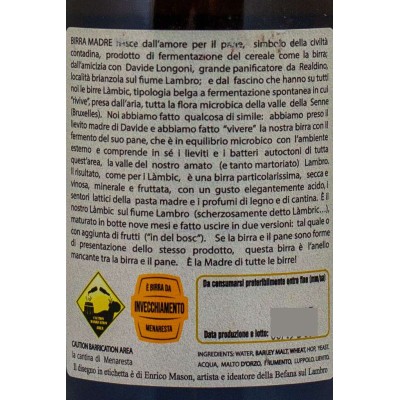 BIRRA MADRE nasce dall'amore per il pane, simbolo della civiltà
contadina, prodotto di fermentazione del cereale come la birra;
dall'amicizia con Davide Longoni, grande panificatore da Realdino,
località brianzola sul fiume Lambro; e dal fascino che hanno su tutti
noi le birre Làmbic, tipologia belga a fermentazione spontanea in cui
"rivive", presa dall'aria, tutta la flora microbica della valle della Senne
(Bruxelles). Noi abbiamo fatto qualcosa di simile: abbiamo preso il
lievito madre di Davide e abbiamo fatto "vivere" la nostra birra con il
fermento di chi fa il pane, che è in equilibrio microbico con l'ambiente
esterno e comprende in sé i lieviti e i batteri autoctoni di tutta
quest'area, la valle del nostro amato (e tanto martoriato) Lambro.
Il risultato, come per i Làmbic, è una birra particolarissima, secca e
vinosa, minerale e fruttata, con un gusto elegantemente acido, i
sentori lattici della pasta madre e i profumi di legno e di cantina. È il
nostro Làmbic sul fiume Lambro (scherzosamente detto Làmbric...),
maturato in botte nove mesi e fatto uscire in due versioni: tal quale o
con aggiunta di frutti ("in del bosc"). Se la birra e il pane sono forme
di presentazione dello stesso prodotto, questa birra è l'anello
mancante tra la birra e il pane. È la Madre di tutte le birre!
CAUTION BARRICATION AREA
la cantina di Menaresta
È BIRRA DA
INVECCHIAMENTO
MENARESTA
Da consumarsi preferibilmente entro fine (mm/aa)
Data produzione e lotto:
INGREDIENTS: WATER, BARLEY MALT, WHEAT, HOP, YEAST.
ACQUA, MALTO D'ORZO, FRUMENTO, LUPPOLO, LIEVITO.
Il disegno in etichetta è di Enrico Mason, artista e ideatore della Befana sul Lambro